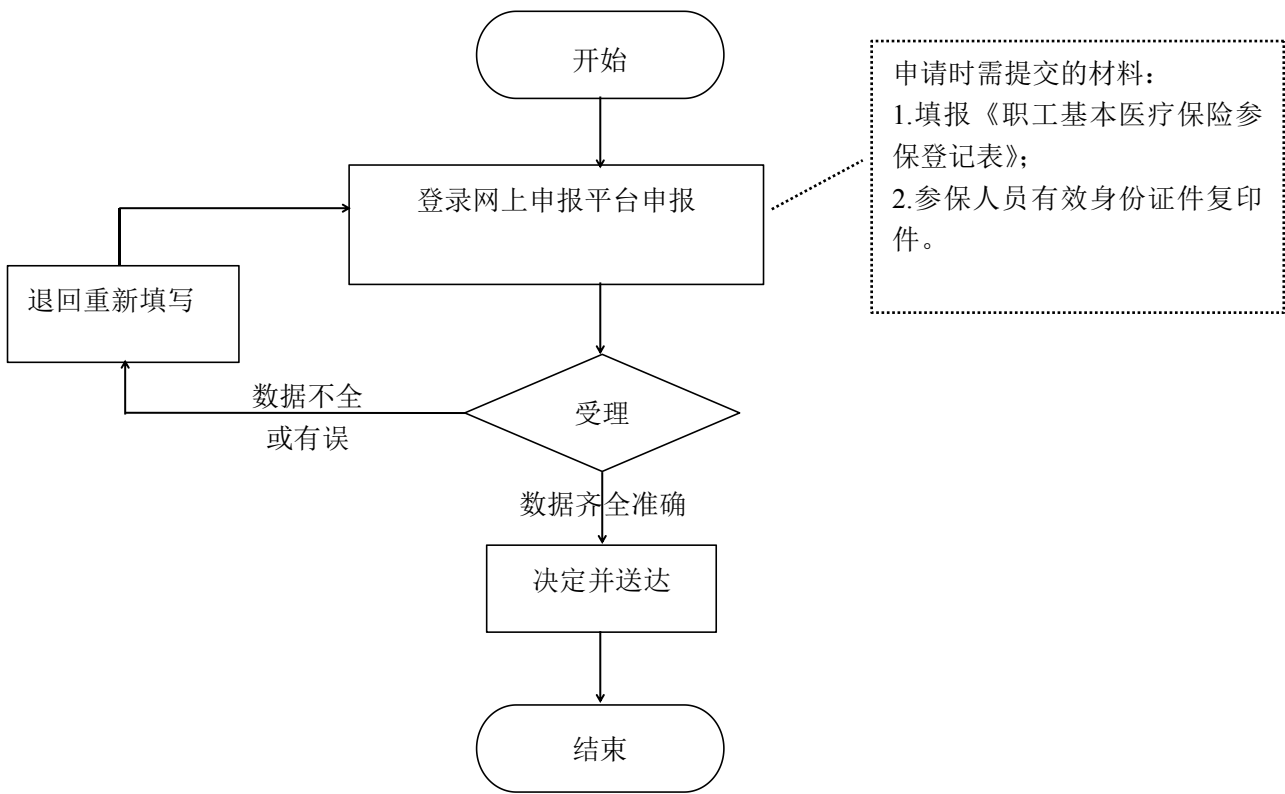 开始
申请时需提交的材料：
1.填报《职工基本医疗保险参
保登记表》；
2.参保人员有效身份证件复印
件。
登录网上申报平台申报
退回重新填写
数据不全
或有误
受理
数据齐全准确
决定并送达
结束